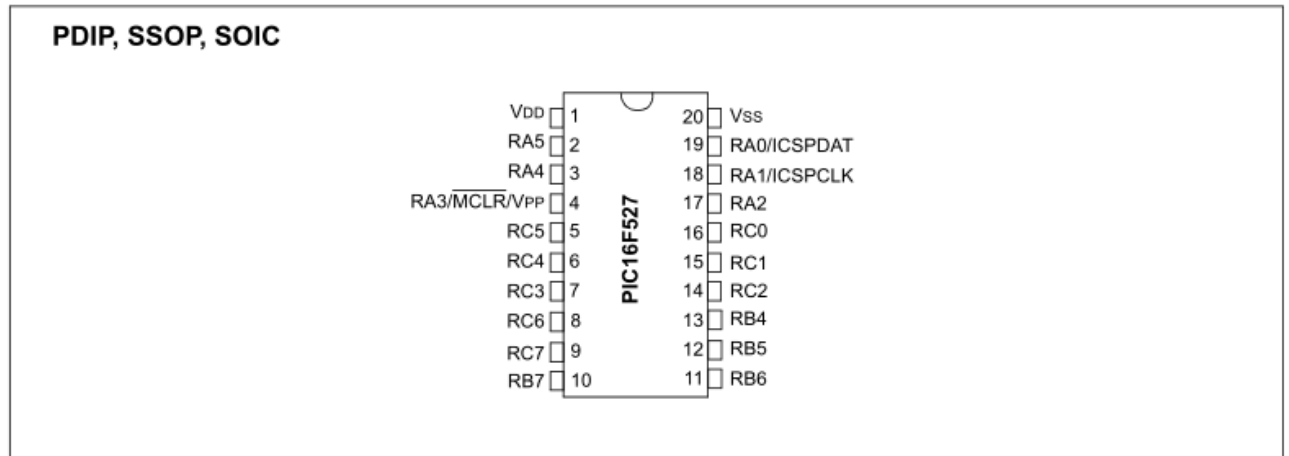 PDIP, SSOP, SOIC
VDD 1 20 VSS
RA5 2 19 RA0/ICSPDAT
RA4 3 18 RA1/ICSPCLK
RA3/MCLR/VPP 4 17 RA2
RC5 5 16 RC0
RC4 6 15 RC1
RC3 7 14 RC2
RC6 8 13 RB4
RC7 9 12 RB5
RB7 10 11 RB6
PIC16F527